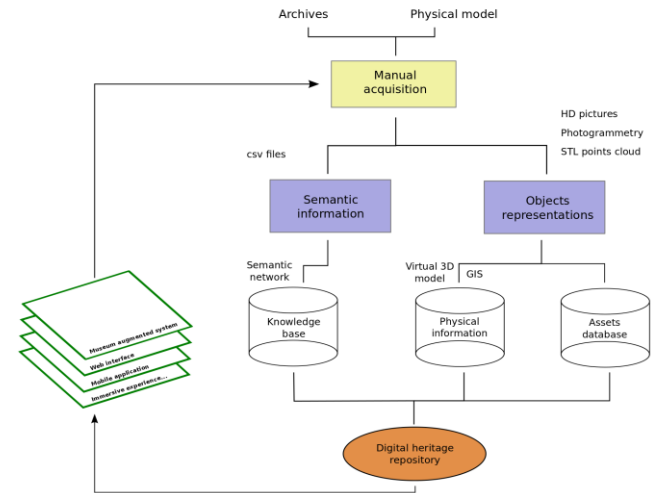 Archives
Physical model
Manual
acquisition
HD pictures
Photogrammetry
STL points cloud
csv files
Semantic
information
Objects
representations
Semantic
network
Virtual 3D
model
GIS
Knowledge
base
Physical
information
Assets
database
Museum augmented system
Web interface
Mobile application
Immersive experience...
Digital heritage
repository